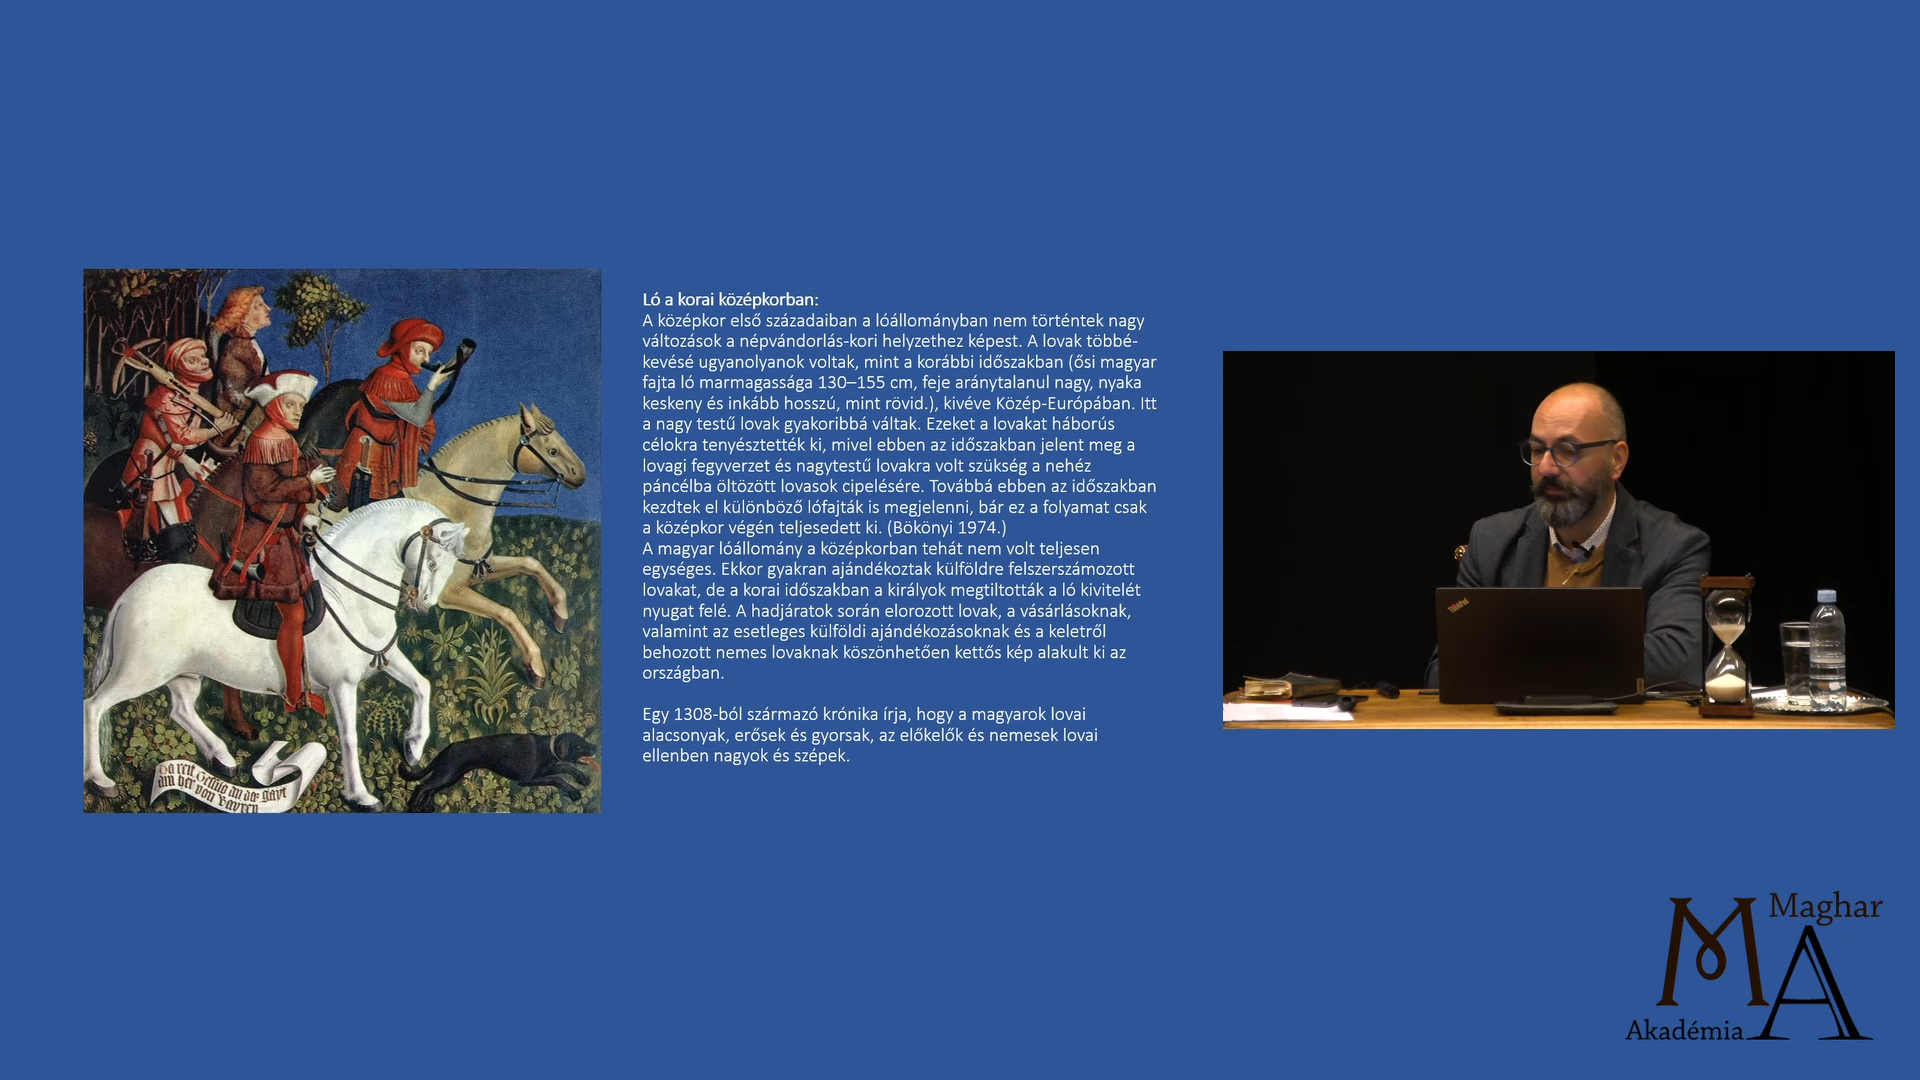 Ló a korai középkorban:
A középkor első századaiban a lóállományban nem történtek nagy
változások a népvándorlás-kori helyzethez képest. A lovak többé-
kevésé ugyanolyanok voltak, mint a korábbi időszakban (ősi magyar
fajta ló marmagassága 130–155 cm, feje aránytalanul nagy, nyaka
keskeny és inkább hosszú, mint rövid.), kivéve Közép-Európában. Itt
a nagy testű lovak gyakoribbá váltak. Ezeket a lovakat háborús
célokra tenyésztették ki, mivel ebben az időszakban jelent meg a
lovagi fegyverzet és nagytestű lovakra volt szükség a nehéz
páncélba öltözött lovasok cipelésére. Továbbá ebben az időszakban
kezdtek el különböző lófajták is megjelenni, bár ez a folyamat csak
a középkor végén teljesedett ki. (Bökönyi 1974.)
A magyar lóállomány a középkorban tehát nem volt teljesen
egységes. Ekkor gyakran ajándékoztak külföldre felszerszámozott
lovakat, de a korai időszakban a királyok megtiltották a ló kivitelét
nyugat felé. A hadjáratok során elorozott lovak, a vásárlásoknak,
valamint az esetleges külföldi ajándékozásoknak és a keletről
behozott nemes lovaknak köszönhetően kettős kép alakult ki az
országban.
Egy 1308-ból származó krónika írja, hogy a magyarok lovai
alacsonyak, erősek és gyorsak, az előkelők és nemesek lovai
ellenben nagyok és szépek.
ThinkPad
Maghar
MA
Akadémia